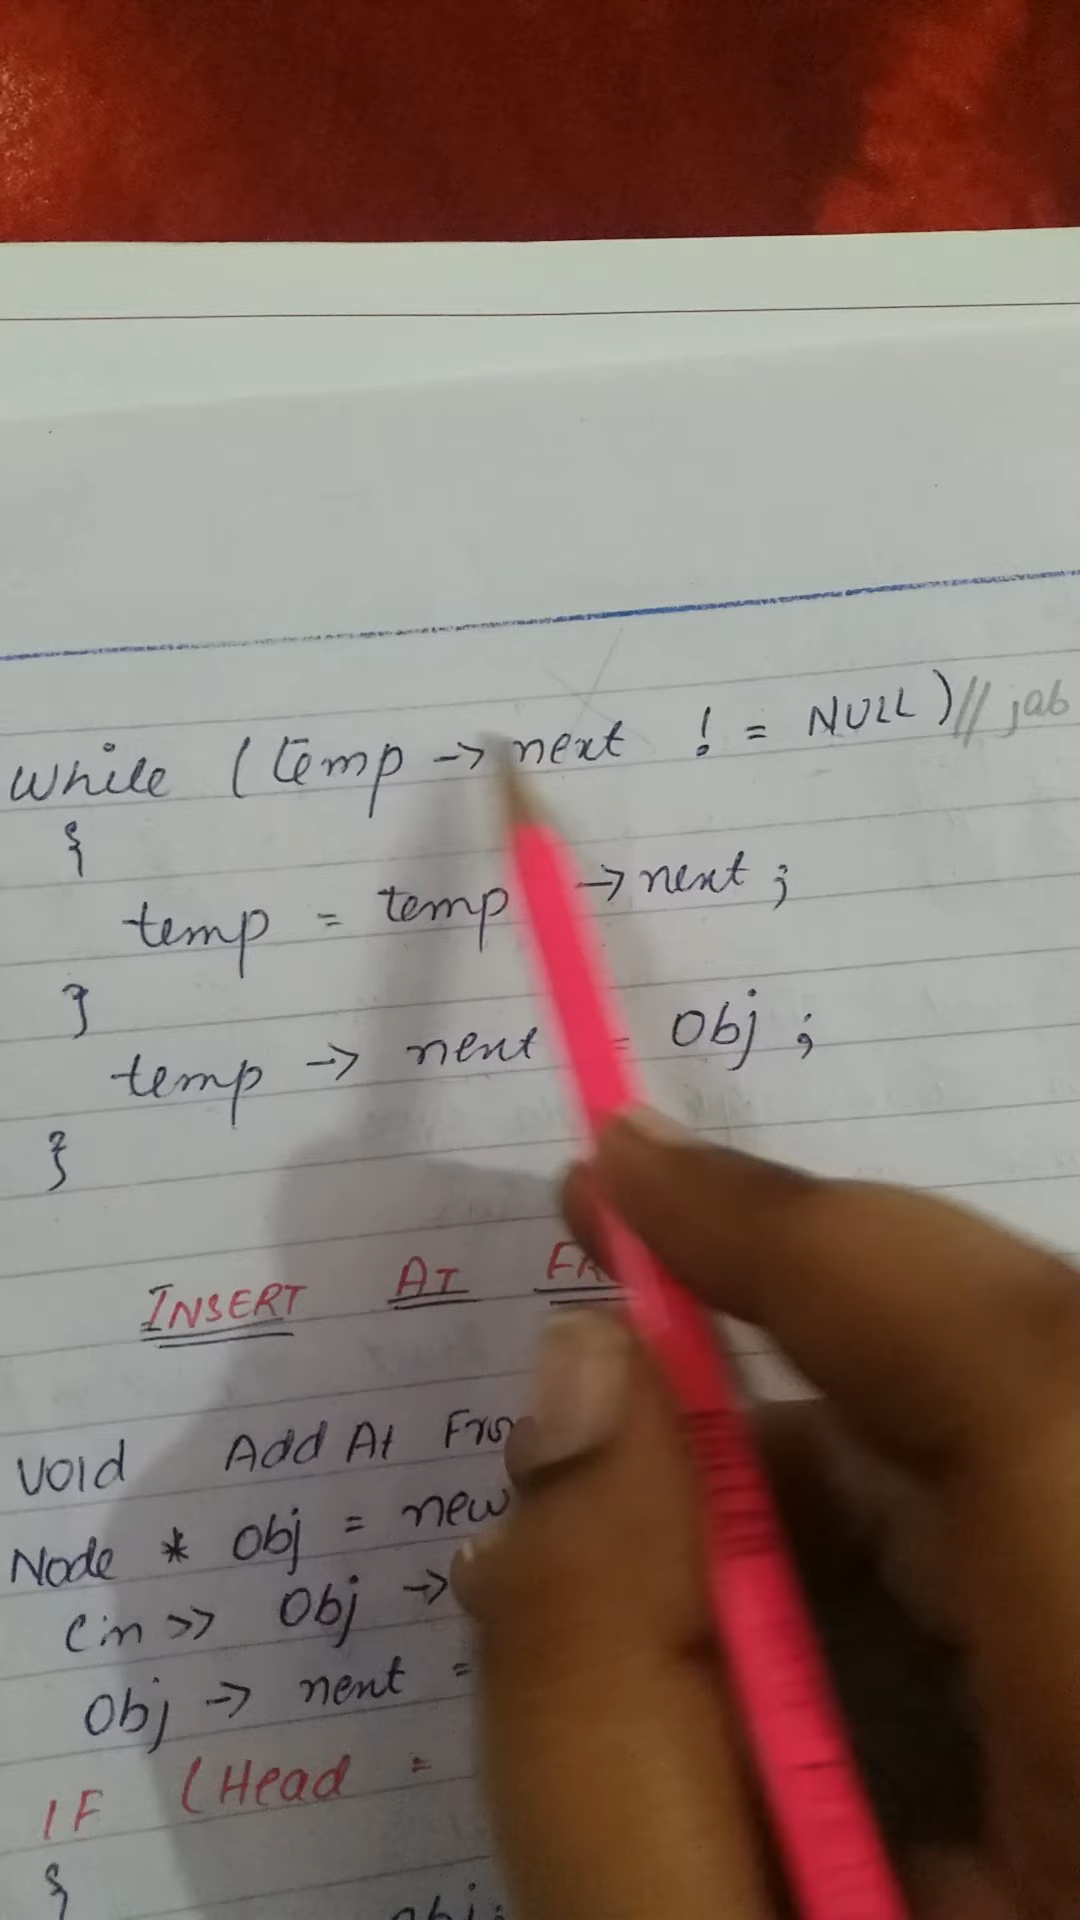 while (temp -> next != NULL) // jab
{
temp = temp -> next ;
}
temp -> next = Obj ;
}
INSERT AT
Void Add At
Node * Obj = new
Cin >> Obj ->
Obj -> next =
IF (Head =
{
obj;